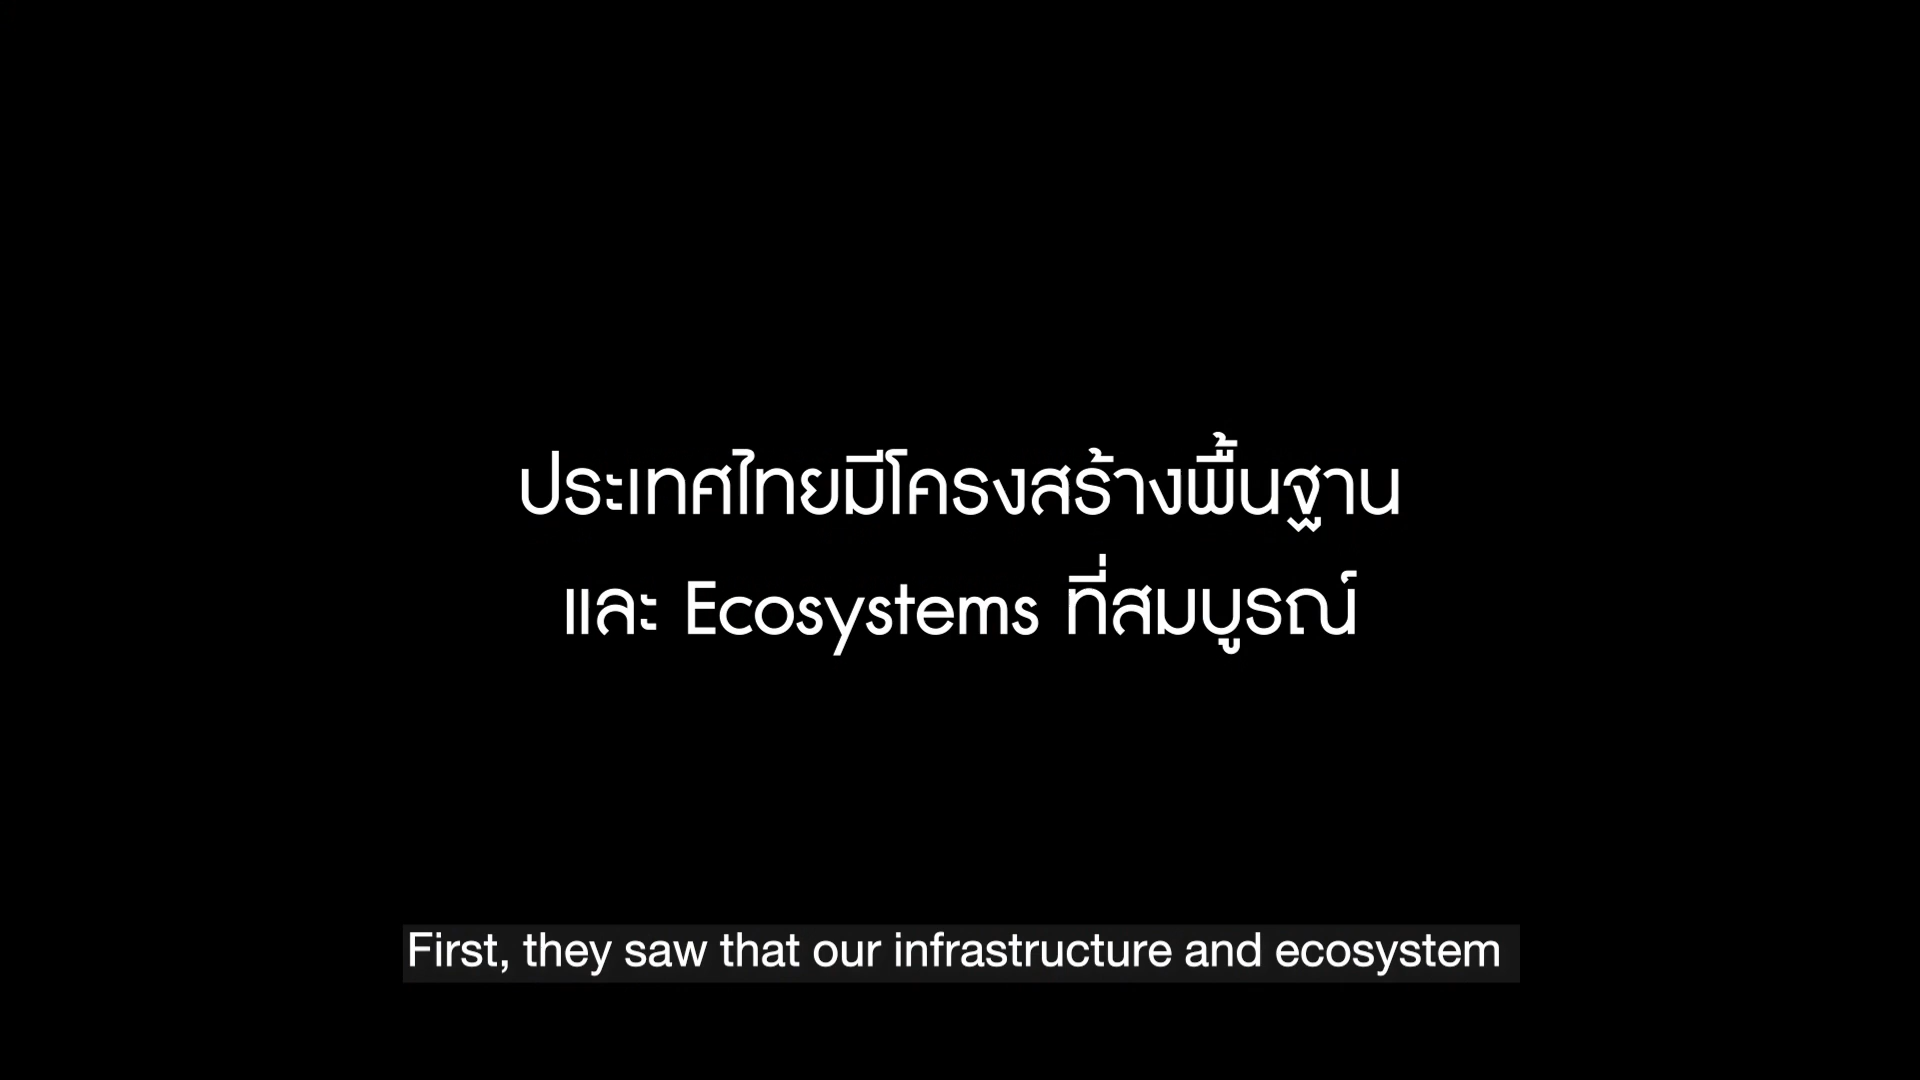 ประเทศไทยมีโครงสร้างพื้นฐาน
และ Ecosystems ที่สมบูรณ์
First, they saw that our infrastructure and ecosystem